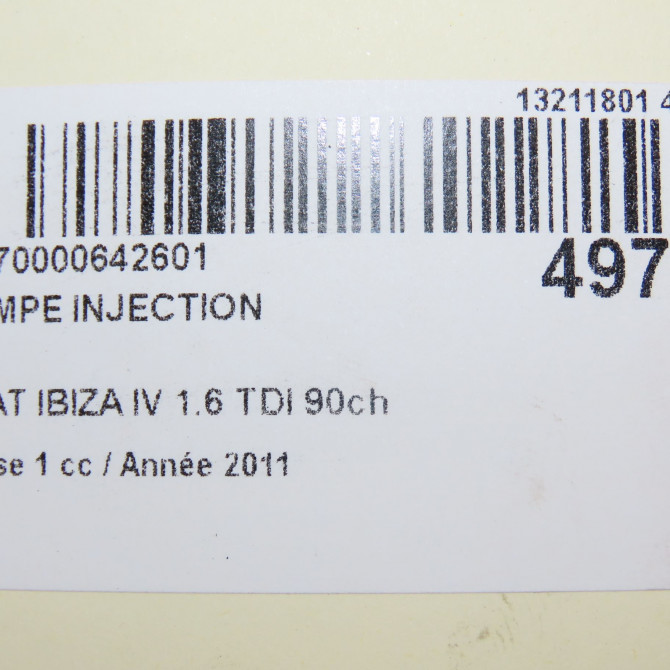 13211801 4
70000642601
497
MPE INJECTION
AT IBIZA IV 1.6 TDI 90ch
se 1 cc / Année 2011